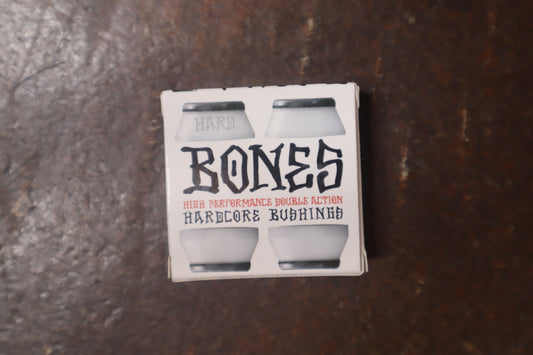 HARD
BONES
HIGH PERFORMANCE DOUBLE ACTION
HARDCORE BUSHINGS